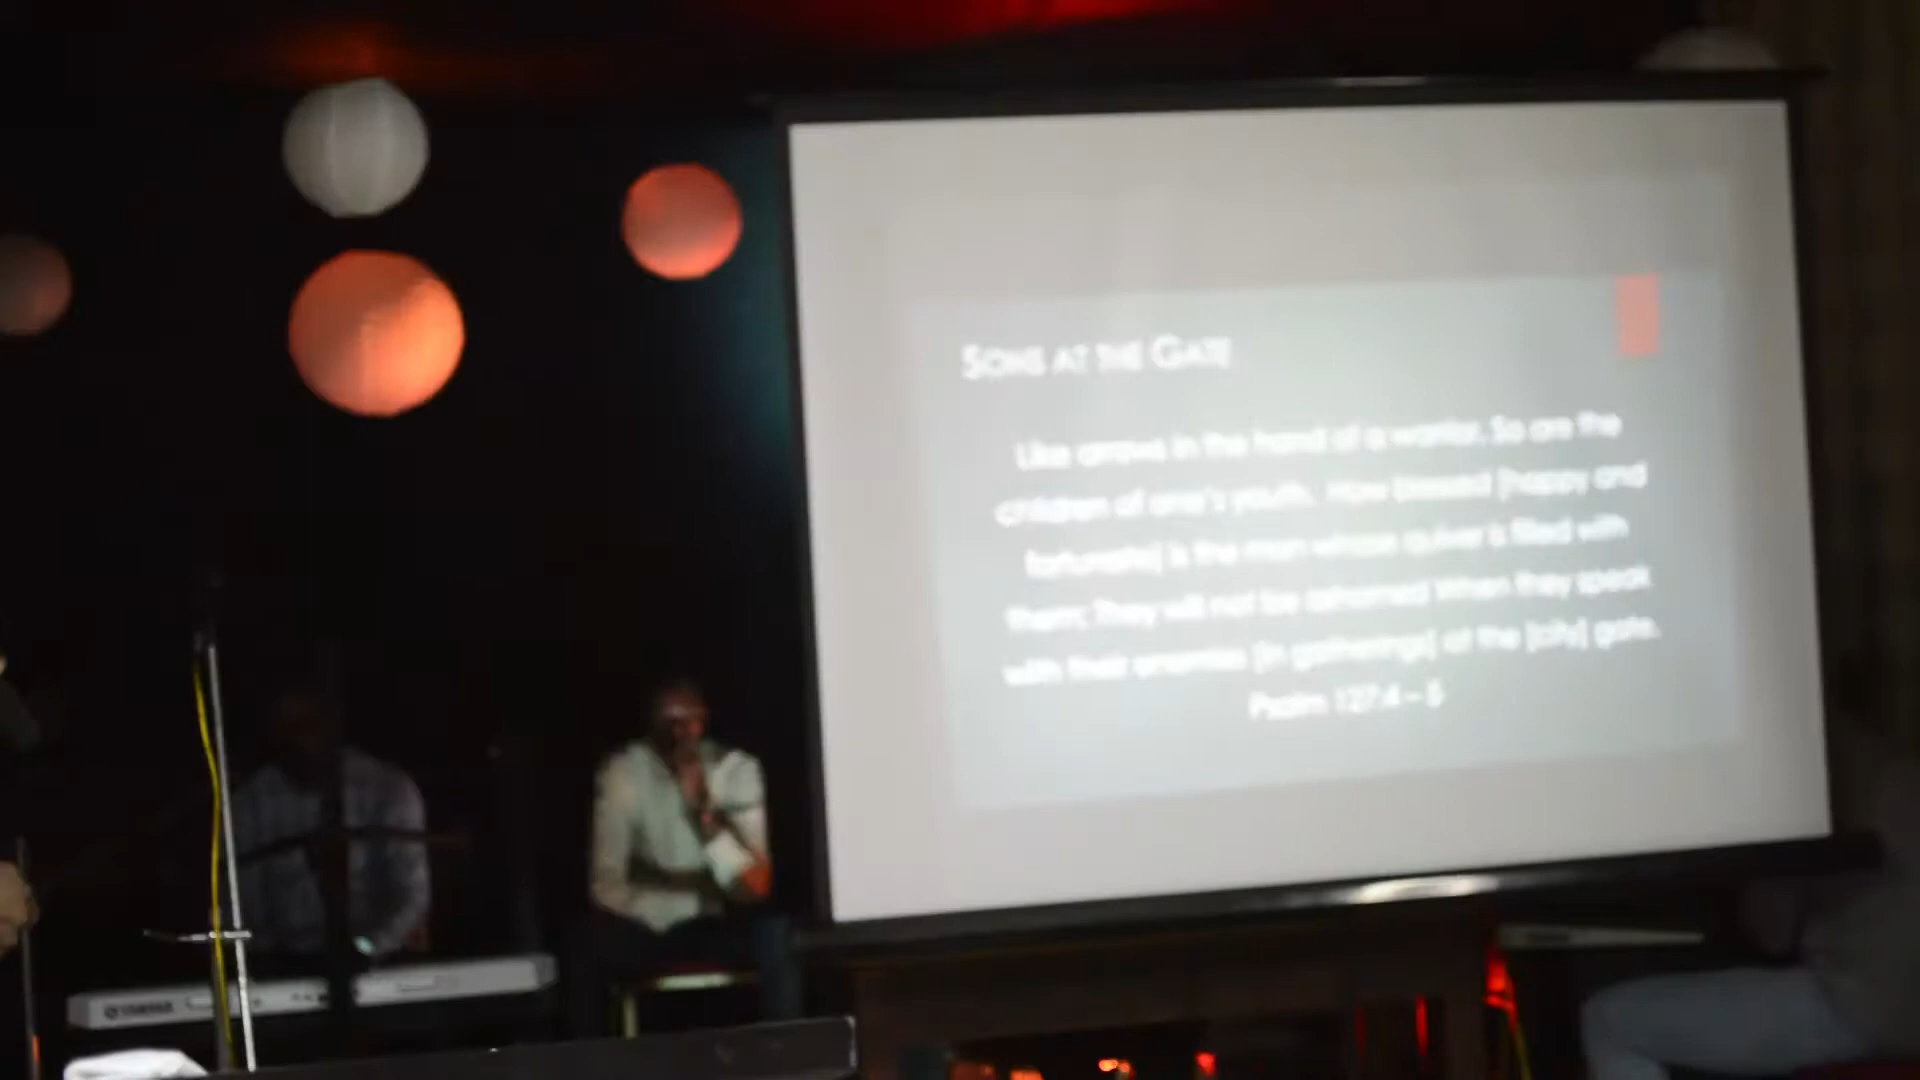 SONS AT THE GATE
Like arrows in the hand of a warrior, So are the
children of one's youth. How blessed [happy and
fortunate] is the man whose quiver is filled with
them; They will not be ashamed When they speak
with their enemies [in gatherings] at the [city] gate.
Psalm 127:4 – 5
YAMAHA